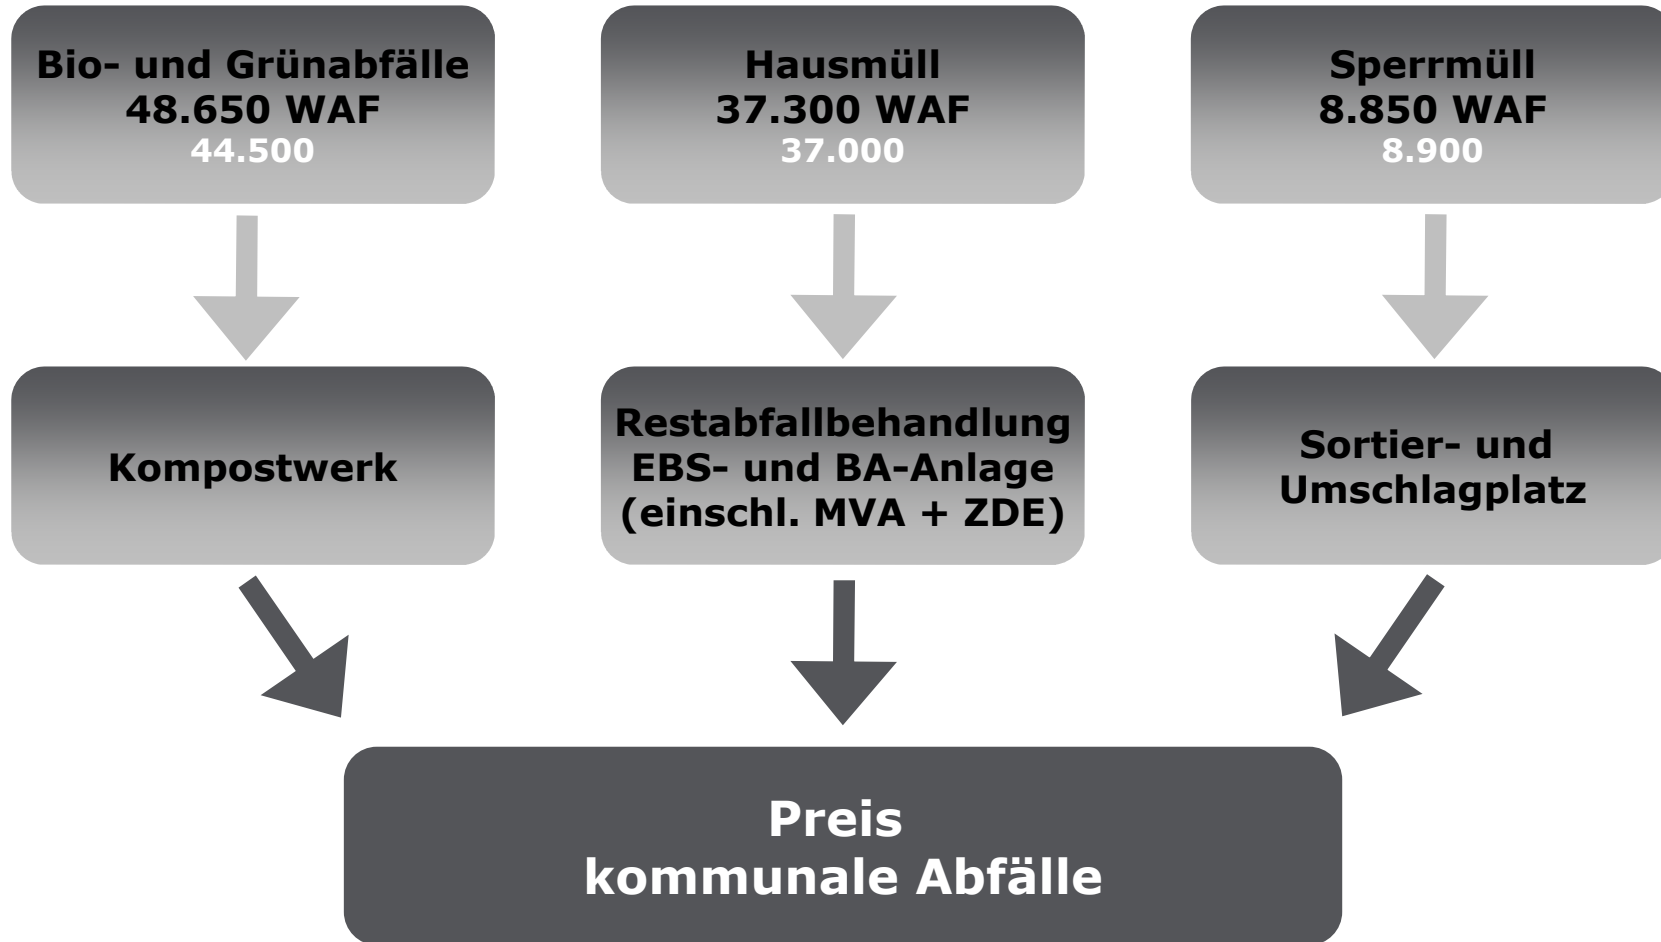 Bio- und Grünabfälle
48.650 WAF
44.500
Hausmüll
37.300 WAF
37.000
Sperrmüll
8.850 WAF
8.900
Kompostwerk
Restabfallbehandlung
EBS- und BA-Anlage
(einschl. MVA + ZDE)
Sortier- und
Umschlagplatz
Preis
kommunale Abfälle